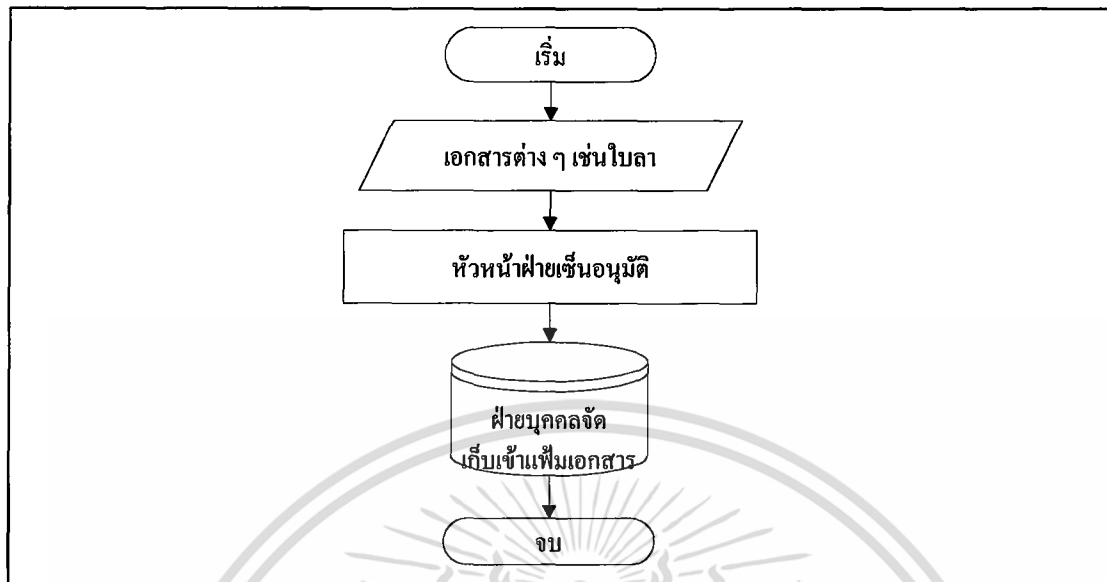 เริ่ม
เอกสารต่าง ๆ เช่นใบลา
หัวหน้าฝ่ายเซ็นอนุมัติ
ฝ่ายบุคคลจัด
เก็บเข้าแฟ้มเอกสาร
จบ